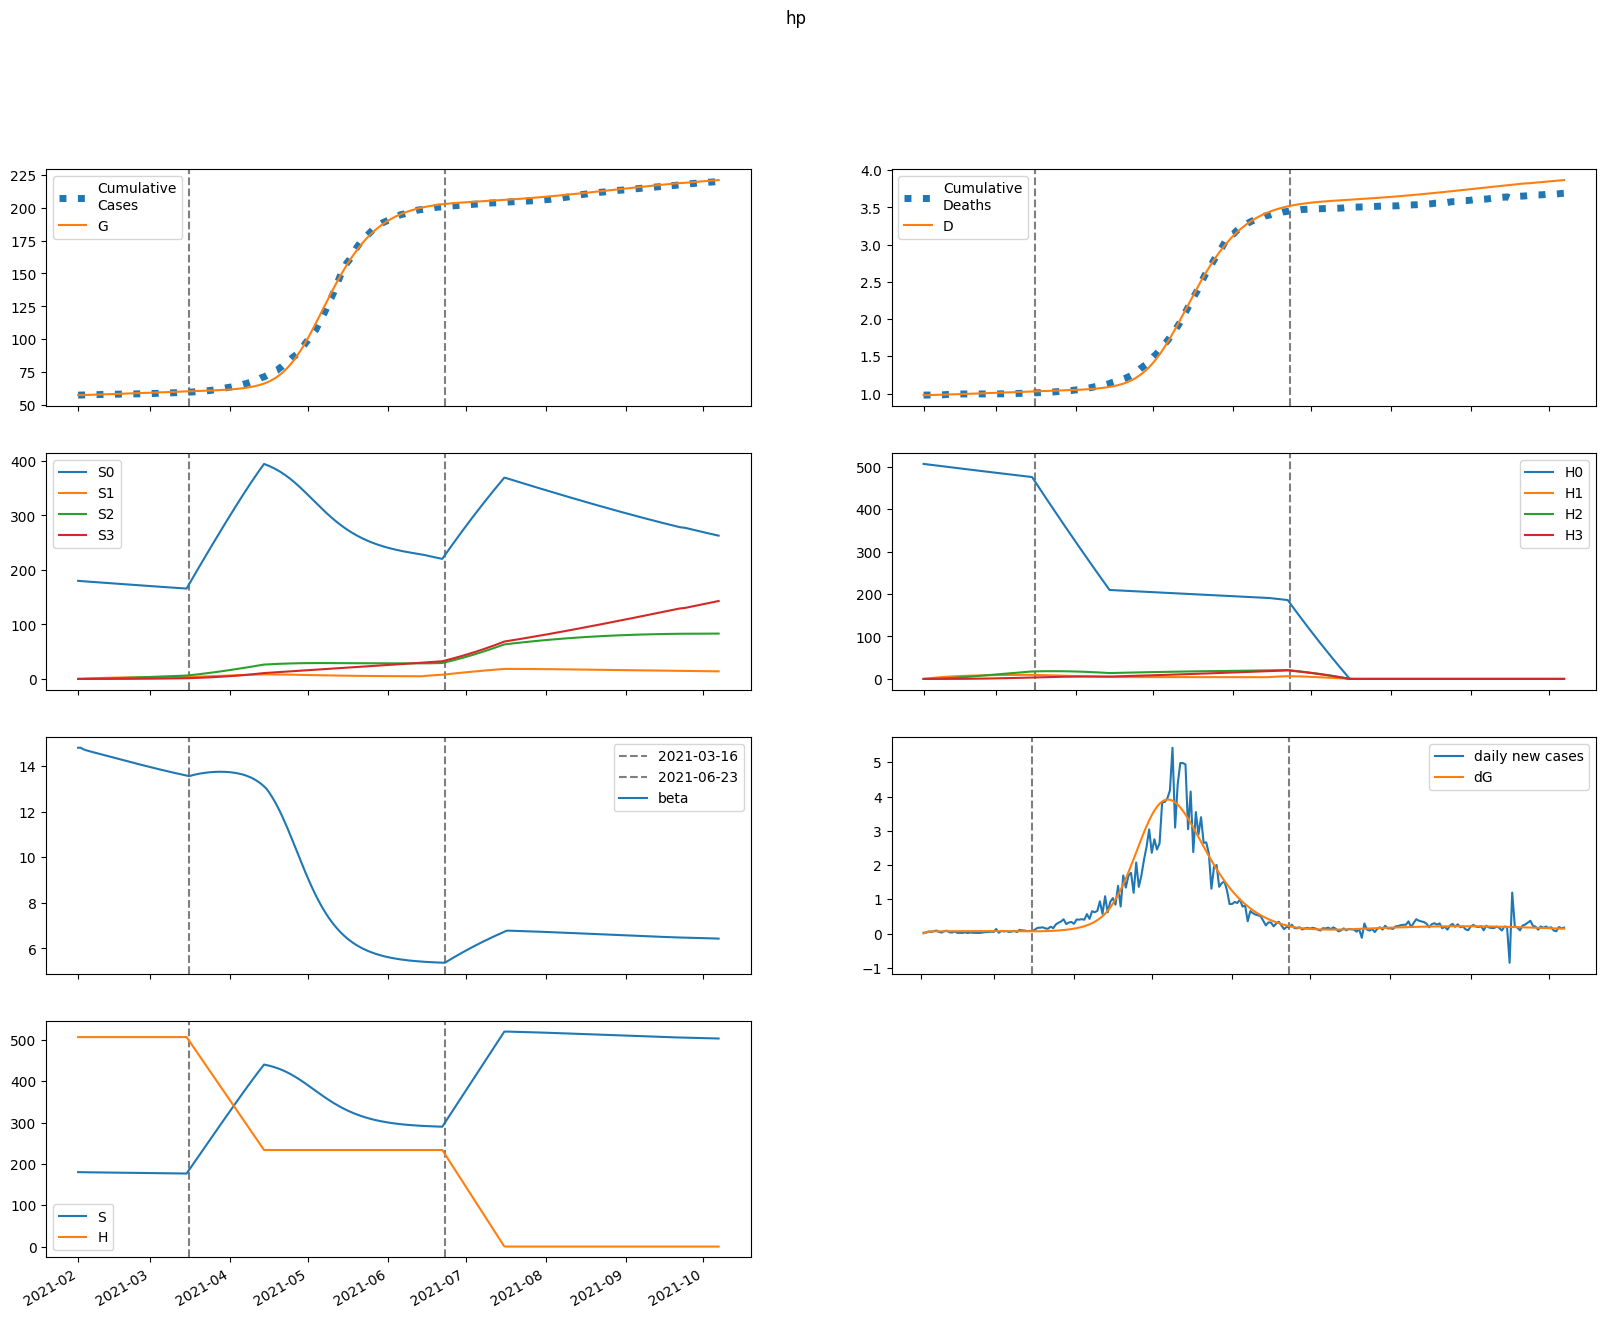 hp
225
200
175
150
125
100
75
50
Cumulative
Cases
G
4.0
3.5
3.0
2.5
2.0
1.5
1.0
Cumulative
Deaths
D
400
300
200
100
0
S0
S1
S2
S3
500
400
300
200
100
0
H0
H1
H2
H3
14
12
10
8
6
2021-03-16
2021-06-23
beta
5
4
3
2
1
0
−1
daily new cases
dG
500
400
300
200
100
0
S
H
2021-02
2021-03
2021-04
2021-05
2021-06
2021-07
2021-08
2021-09
2021-10